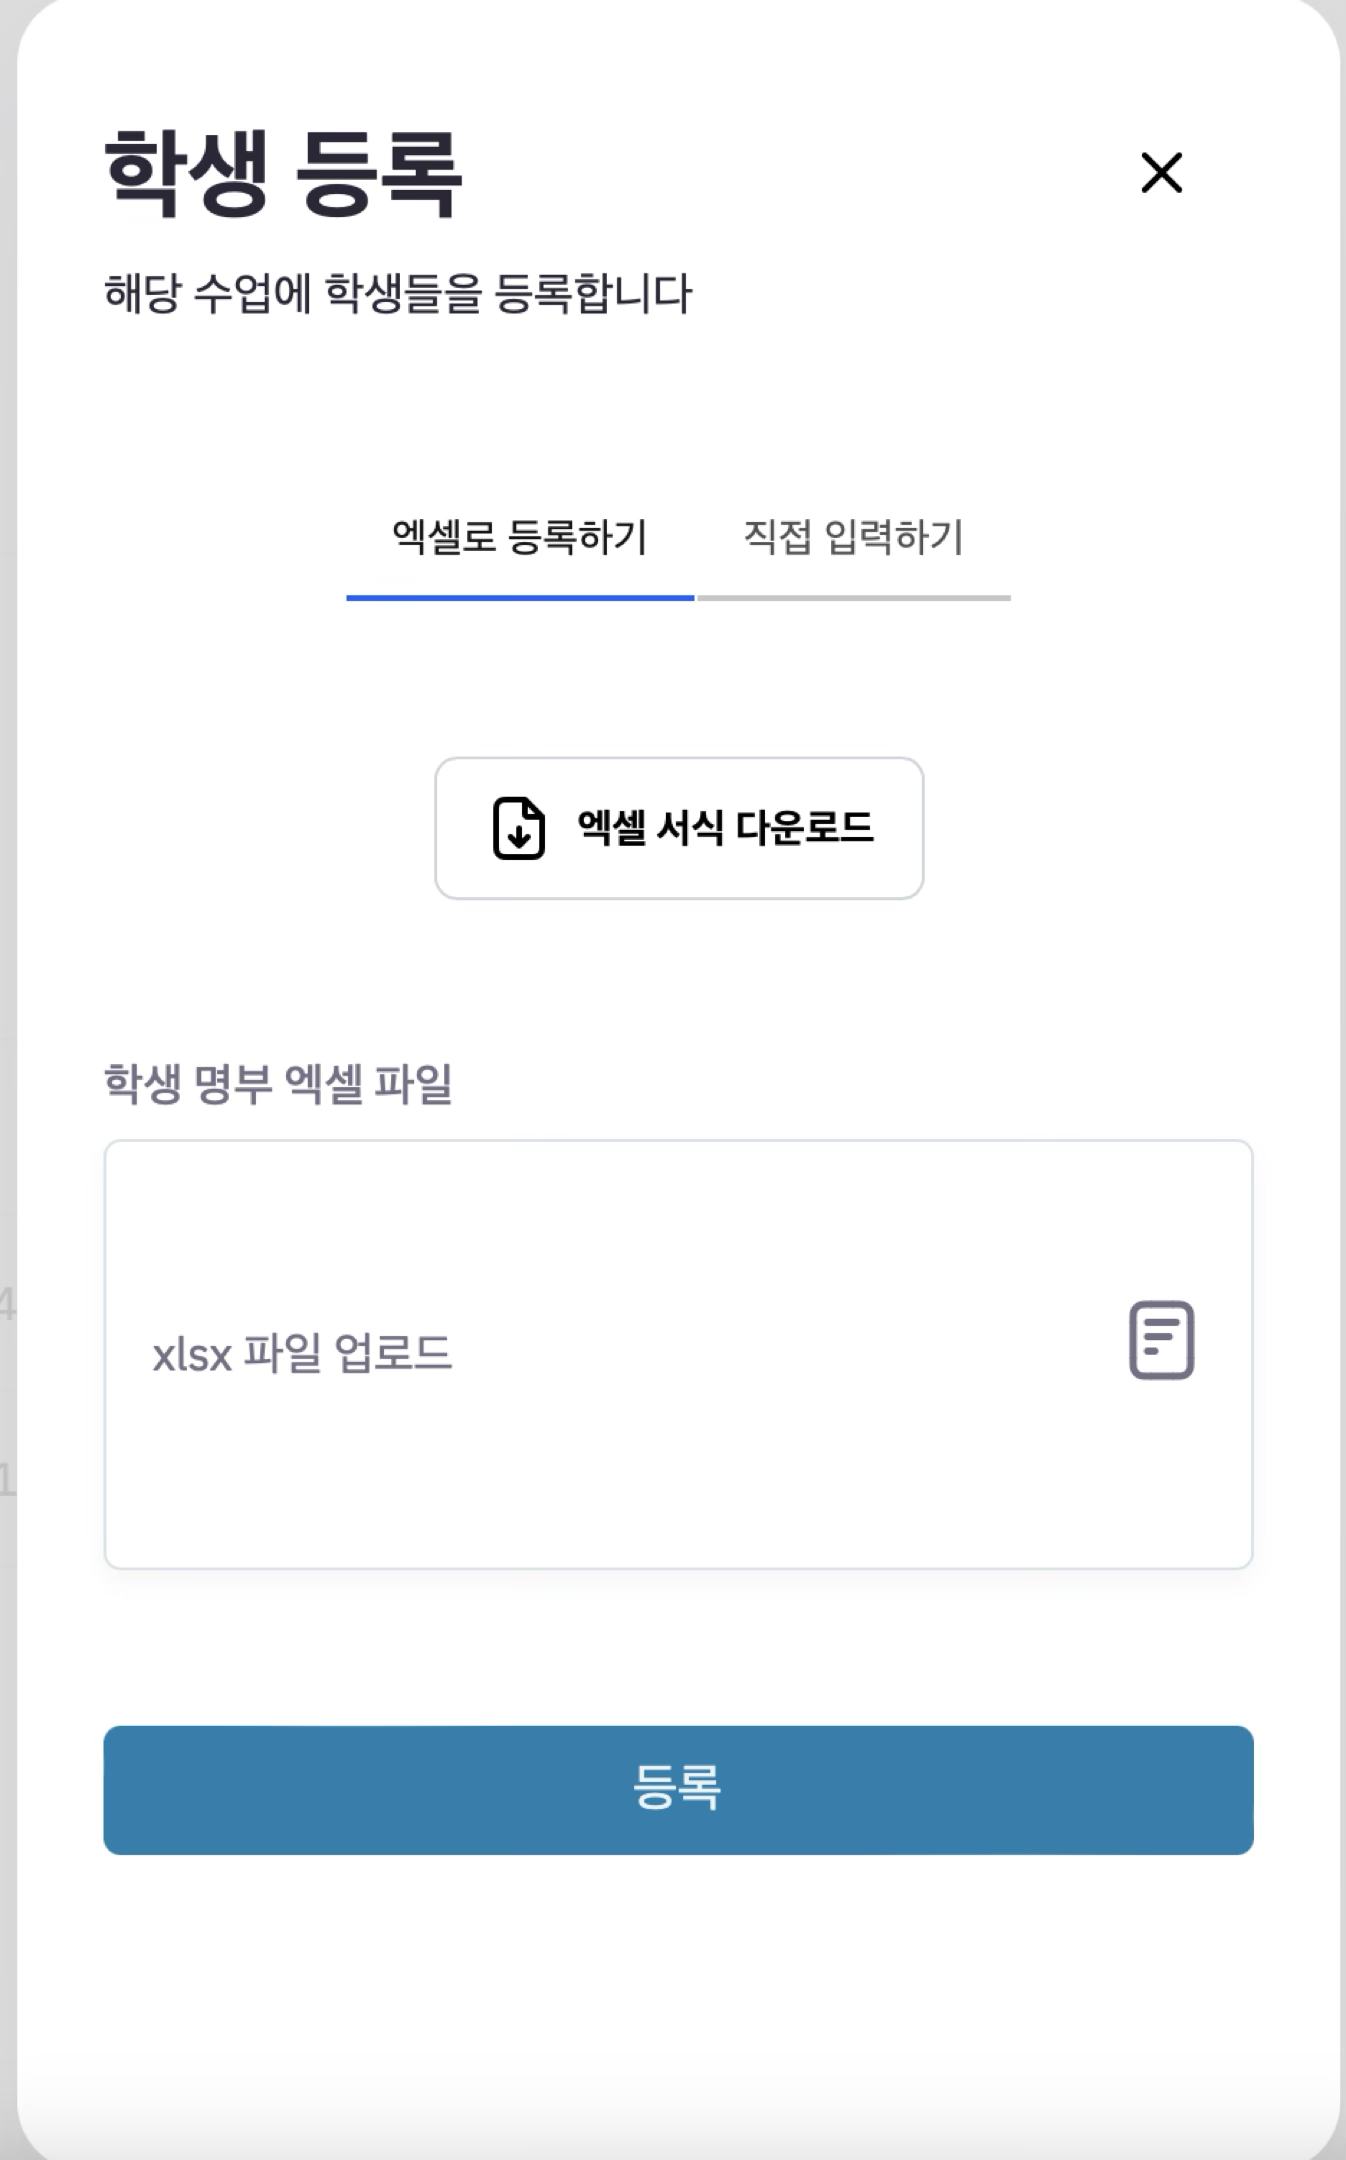 학생 등록
해당 수업에 학생들을 등록합니다
엑셀로 등록하기
직접 입력하기
엑셀 서식 다운로드
학생 명부 엑셀 파일
xlsx 파일 업로드
4
1
등록